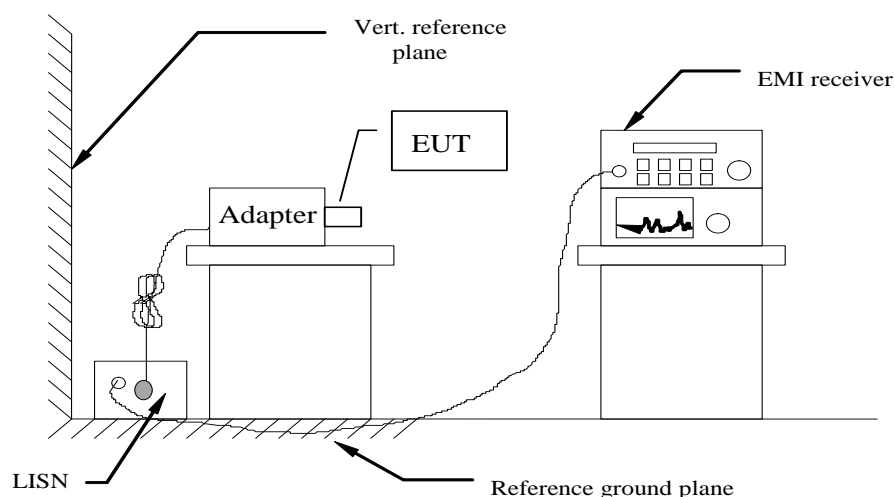 Vert. reference
plane
EMI receiver
EUT
Adapter
LISN
Reference ground plane